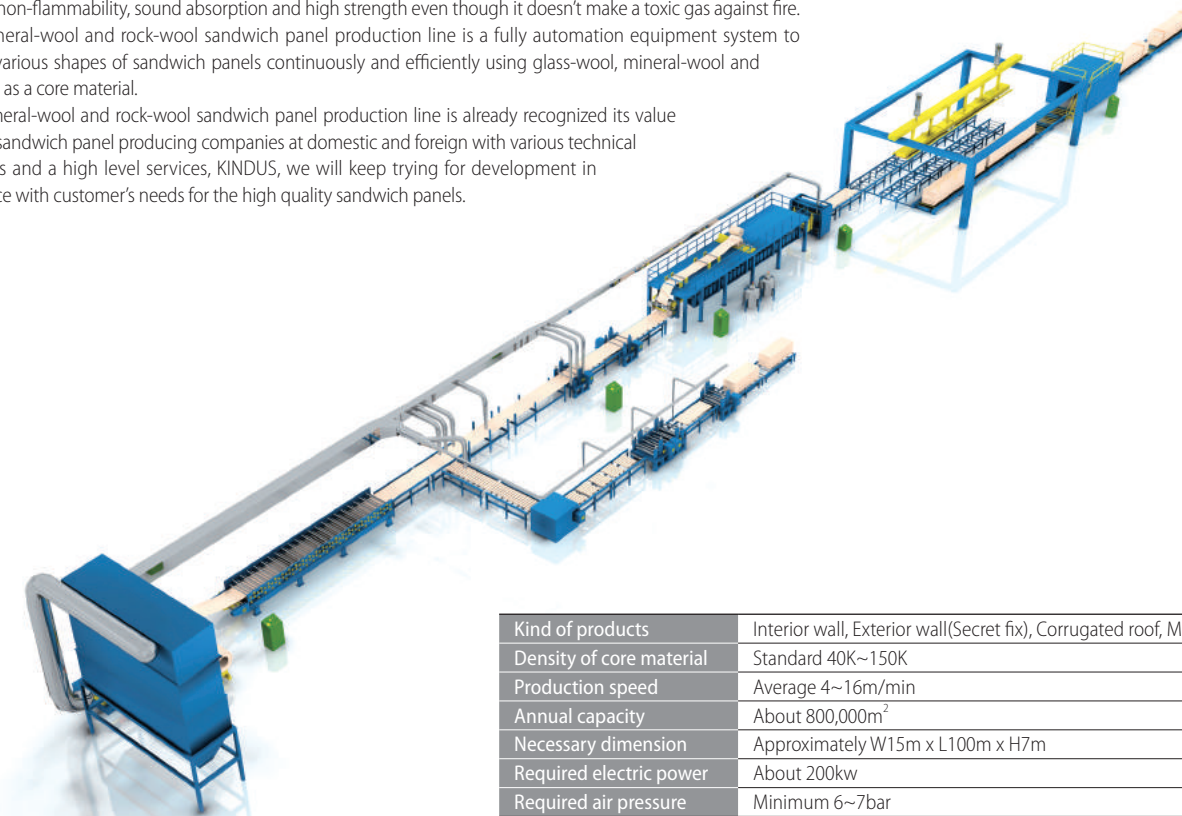 non-flammability, sound absorption and high strength even though it doesn't make a toxic gas against fire.
neral-wool and rock-wool sandwich panel production line is a fully automation equipment system to
various shapes of sandwich panels continuously and efficiently using glass-wool, mineral-wool and
as a core material.
neral-wool and rock-wool sandwich panel production line is already recognized its value
sandwich panel producing companies at domestic and foreign with various technical
s and a high level services, KINDUS, we will keep trying for development in
ce with customer's needs for the high quality sandwich panels.
Kind of products Interior wall, Exterior wall(Secret fix), Corrugated roof, M
Density of core material Standard 40K~150K
Production speed Average 4~16m/min
Annual capacity About 800,000m²
Necessary dimension Approximately W15m x L100m x H7m
Required electric power About 200kw
Required air pressure Minimum 6~7bar